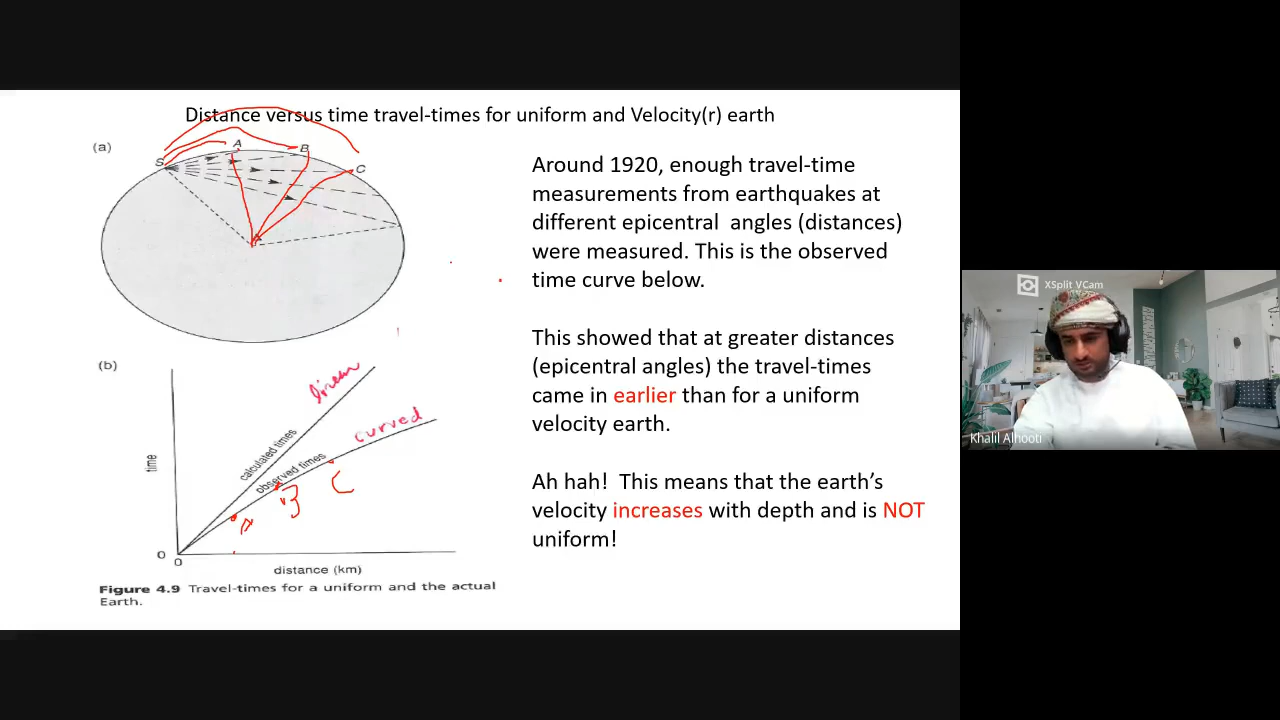 Distance versus time travel-times for uniform and Velocity(r) earth
(a)
S
A
B
C
Around 1920, enough travel-time
measurements from earthquakes at
different epicentral angles (distances)
were measured. This is the observed
time curve below.
This showed that at greater distances
(epicentral angles) the travel-times
came in earlier than for a uniform
velocity earth.
Ah hah! This means that the earth's
velocity increases with depth and is NOT
uniform!
(b)
time
linear
calculated times
curved
observed times
A
B
C
0
0
distance (km)
Figure 4.9 Travel-times for a uniform and the actual
Earth.
XSplit VCam
Khalil Alhooti